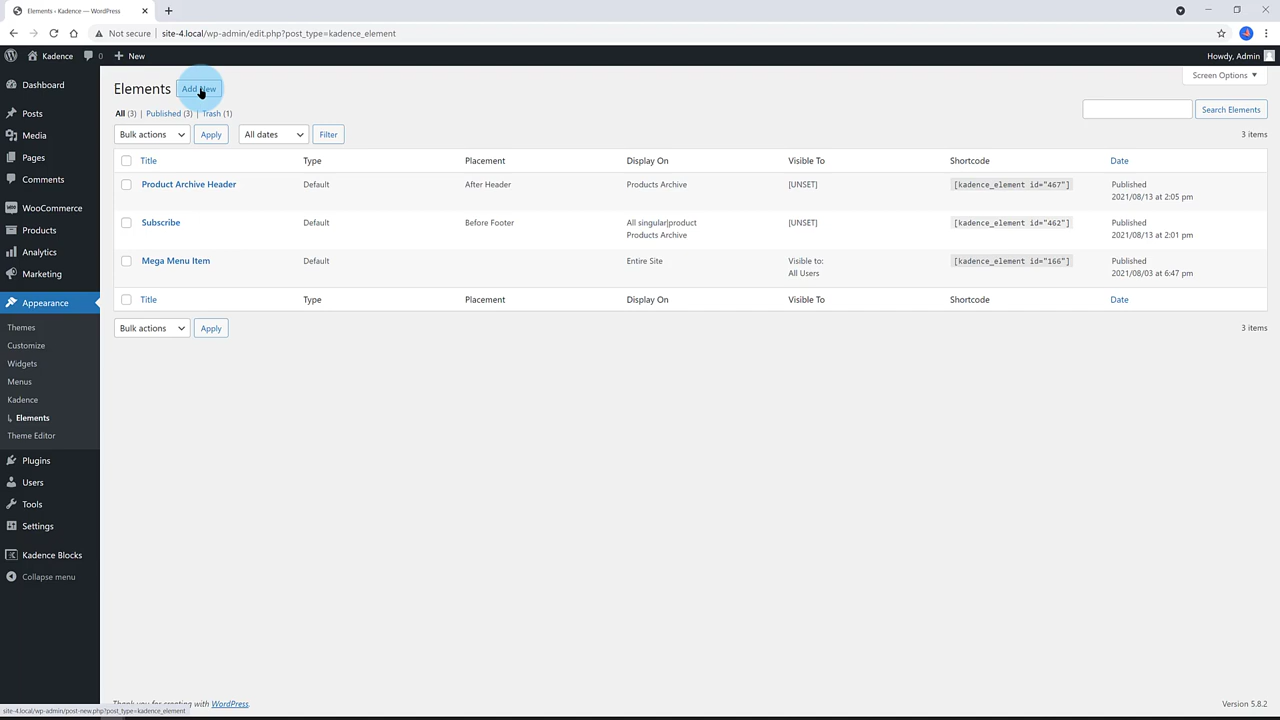 Elements ‹ Kadence — WordPress
Not secure | site-4.local/wp-admin/edit.php?post_type=kadence_element
Kadence 0 New Howdy, Admin
Dashboard
Posts
Media
Pages
Comments
WooCommerce
Products
Analytics
Marketing
Appearance
Themes
Customize
Widgets
Menus
Kadence
Elements
Theme Editor
Plugins
Users
Tools
Settings
Kadence Blocks
Collapse menu
Screen Options
Elements Add New
All (3) | Published (3) | Trash (1)
Search Elements
Bulk actions Apply All dates Filter 3 items
Title Type Placement Display On Visible To Shortcode Date
Product Archive Header Default After Header Products Archive [UNSET] [kadence_element id="467"] Published
2021/08/13 at 2:05 pm
Subscribe Default Before Footer All singular|product [UNSET] [kadence_element id="462"] Published
Products Archive 2021/08/13 at 2:01 pm
Mega Menu Item Default Entire Site Visible to: [kadence_element id="166"] Published
All Users 2021/08/03 at 6:47 pm
Title Type Placement Display On Visible To Shortcode Date
Bulk actions Apply 3 items
Thank you for creating with WordPress. Version 5.8.2
site-4.local/wp-admin/post-new.php?post_type=kadence_element